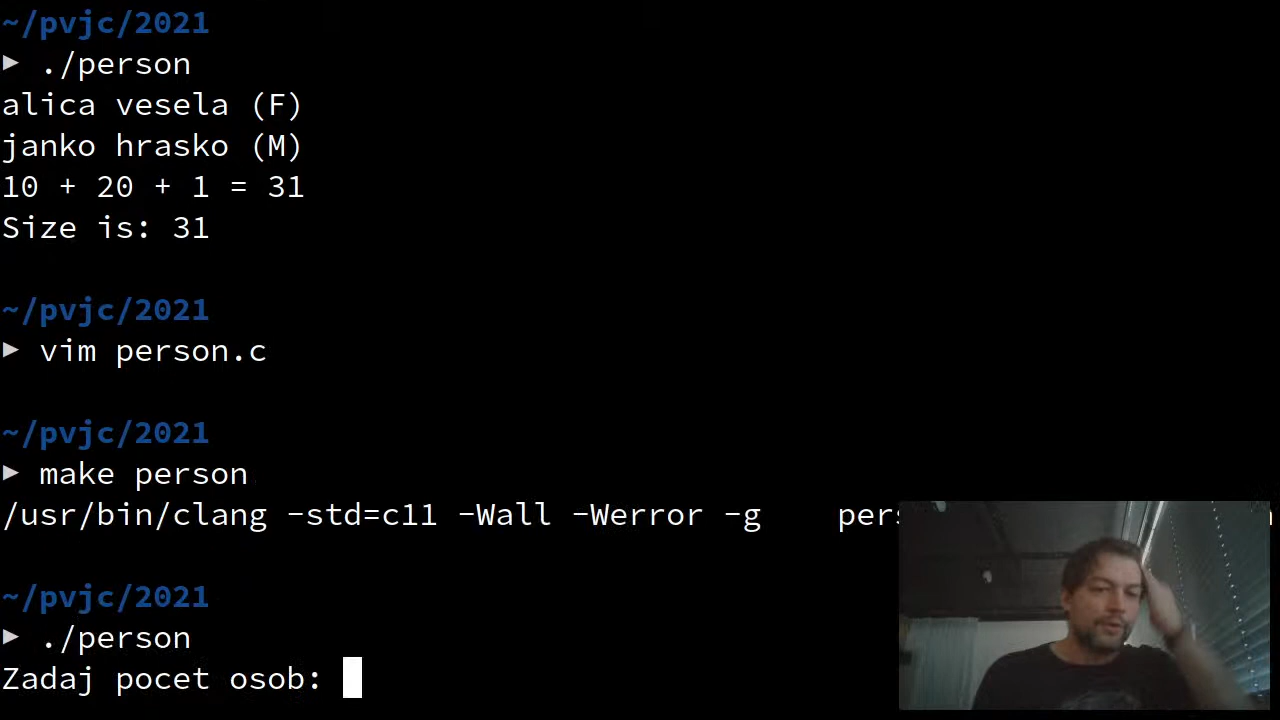 ~/pvjc/2021
▶ ./person
alica vesela (F)
janko hrasko (M)
10 + 20 + 1 = 31
Size is: 31
~/pvjc/2021
▶ vim person.c
~/pvjc/2021
▶ make person
/usr/bin/clang -std=c11 -Wall -Werror -g
~/pvjc/2021
▶ ./person
Zadaj pocet osob: